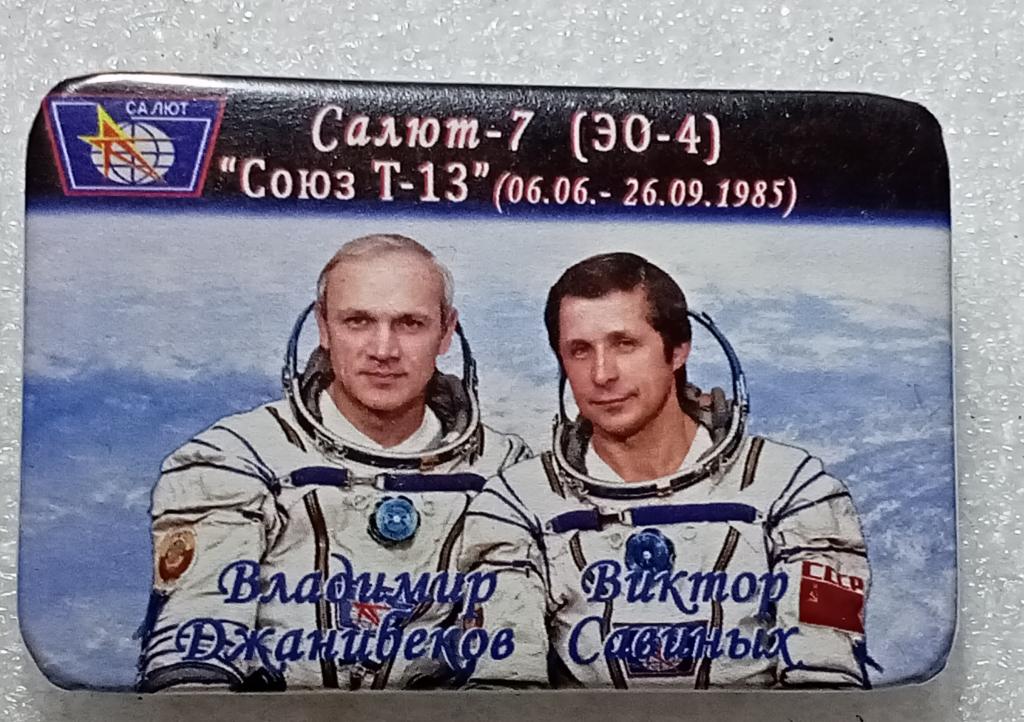 САЛЮТ
Салют-7 (ЭО-4)
"Союз Т-13" (06.06.- 26.09.1985)
СССР
Владимир Виктор
Джанибеков Савиных